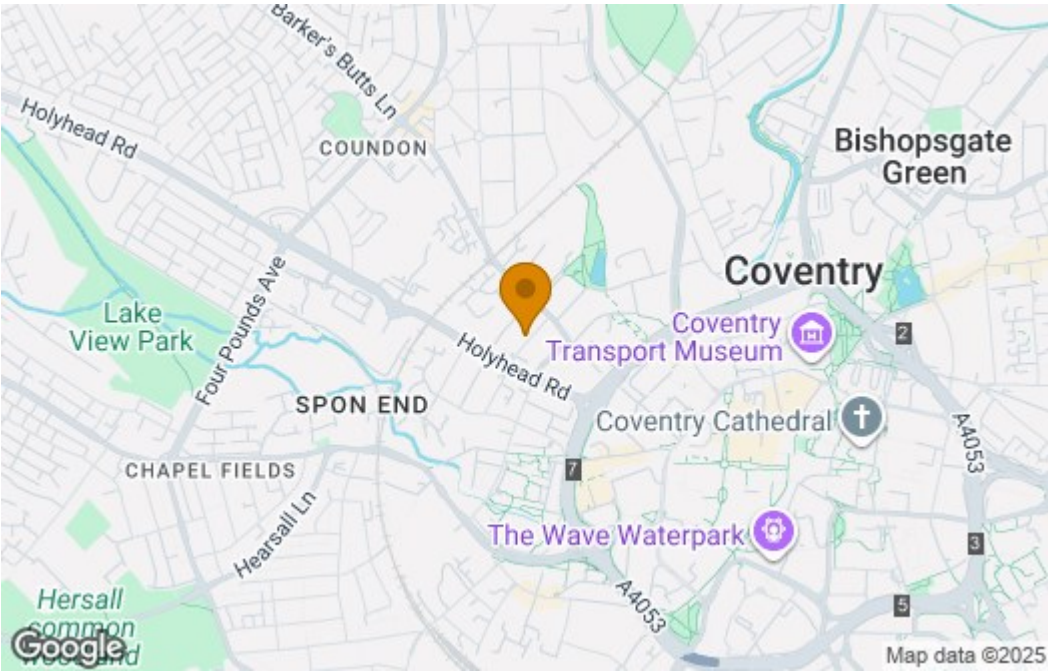 Barker's Butts Ln
Holyhead Rd
COUNDON
Bishopsgate
Green
Coventry
Lake
View Park
Four Pounds Ave
Coventry
Transport Museum
2
Holyhead Rd
SPON END
Coventry Cathedral
A4053
CHAPEL FIELDS
7
Hearsall Ln
The Wave Waterpark
3
A4053
5
Hersall
common
woodland
Google
Map data ©2025